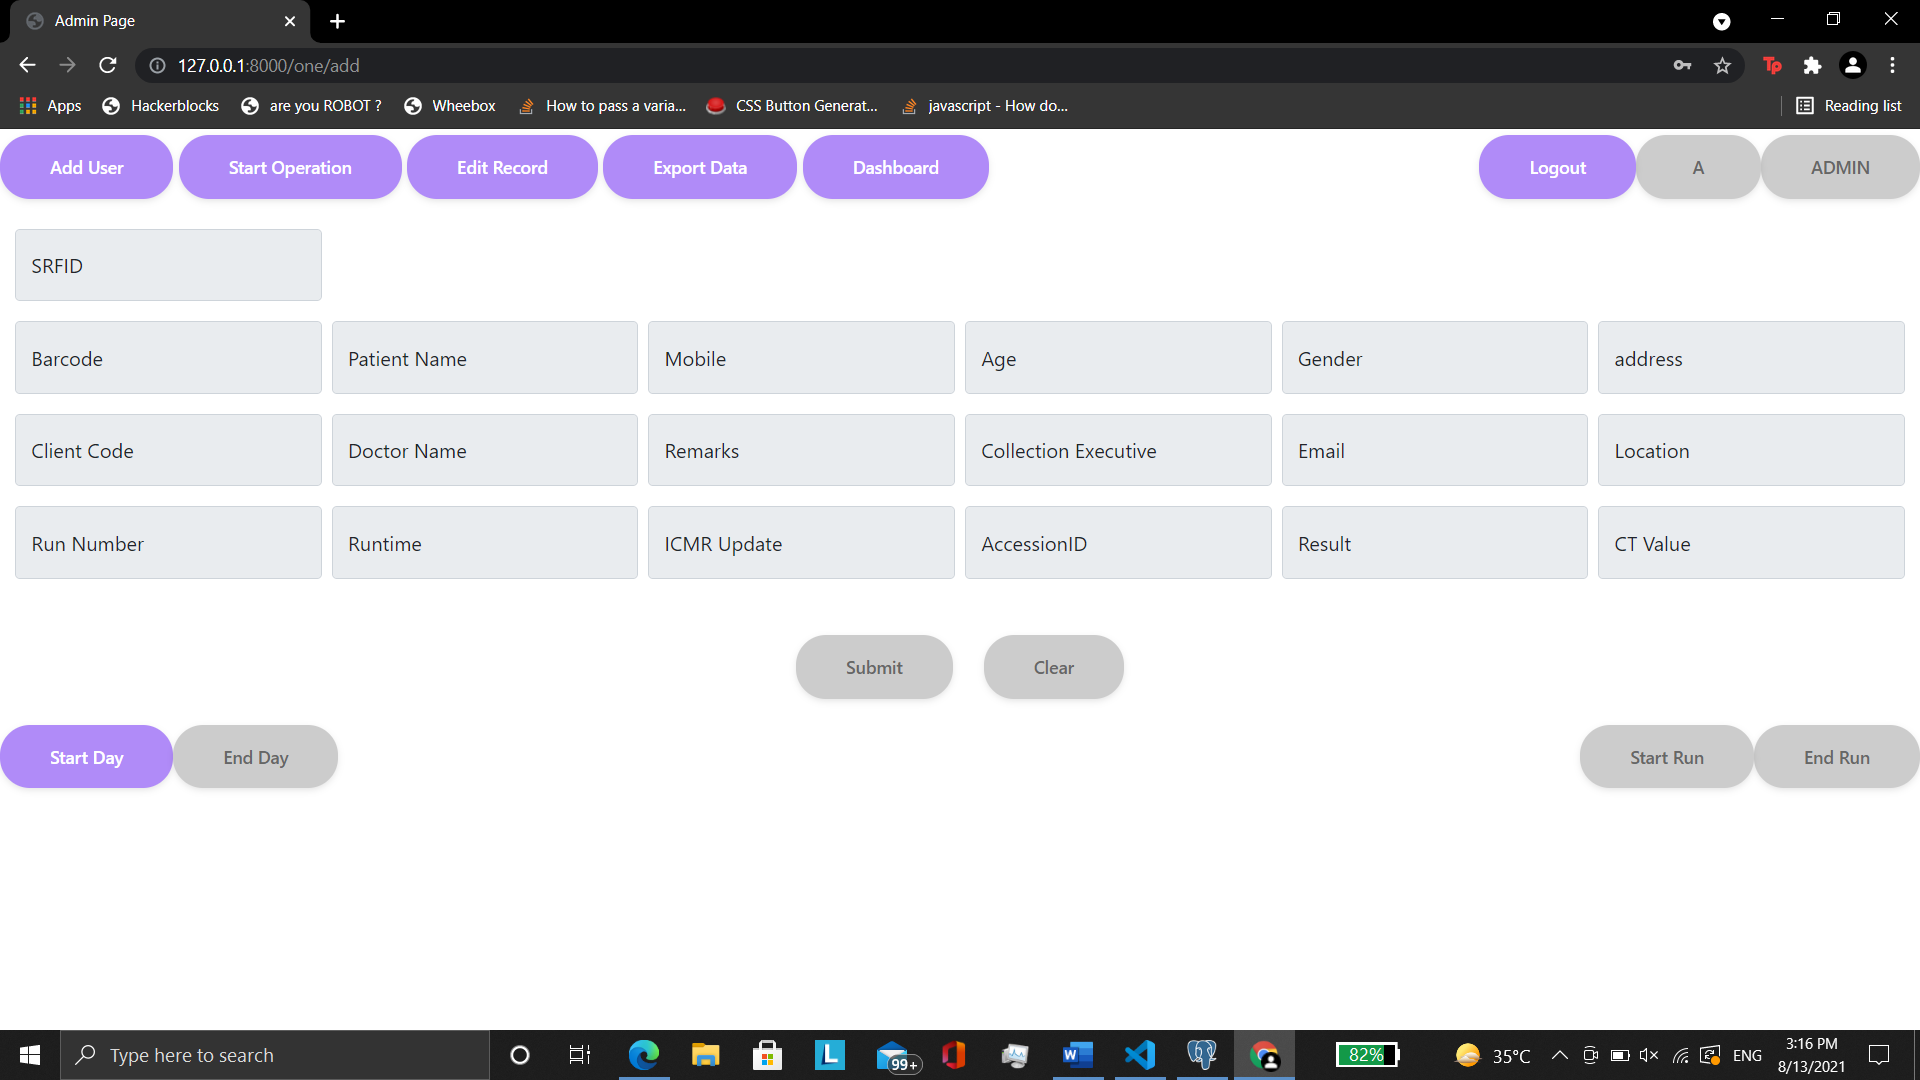 Admin Page
127.0.0.1:8000/one/add
Tp
Apps Hackerblocks are you ROBOT ? Wheebox How to pass a varia... CSS Button Generat... javascript - How do... Reading list
Add User Start Operation Edit Record Export Data Dashboard Logout A ADMIN
SRFID
Barcode Patient Name Mobile Age Gender address
Client Code Doctor Name Remarks Collection Executive Email Location
Run Number Runtime ICMR Update AccessionID Result CT Value
Submit Clear
Start Day End Day Start Run End Run
Type here to search L 99+ W 82% 35°C ENG 3:16 PM
8/13/2021